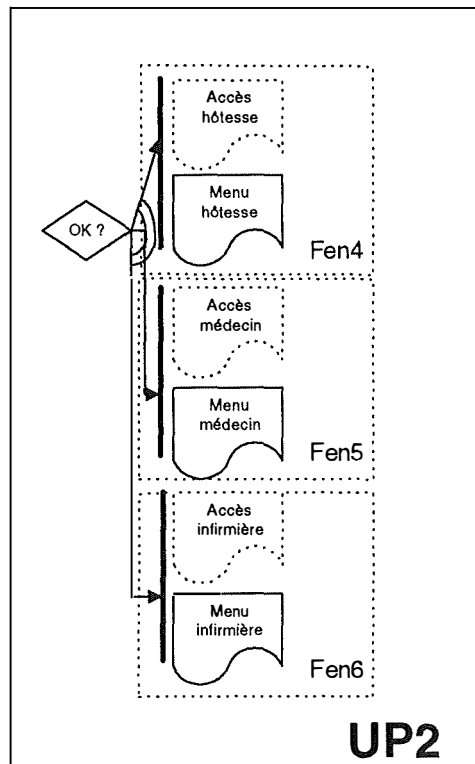 Accès
hôtesse
Menu
hôtesse
OK ?
Fen4
Accès
médecin
Menu
médecin
Fen5
Accès
infirmière
Menu
infirmière
Fen6
UP2